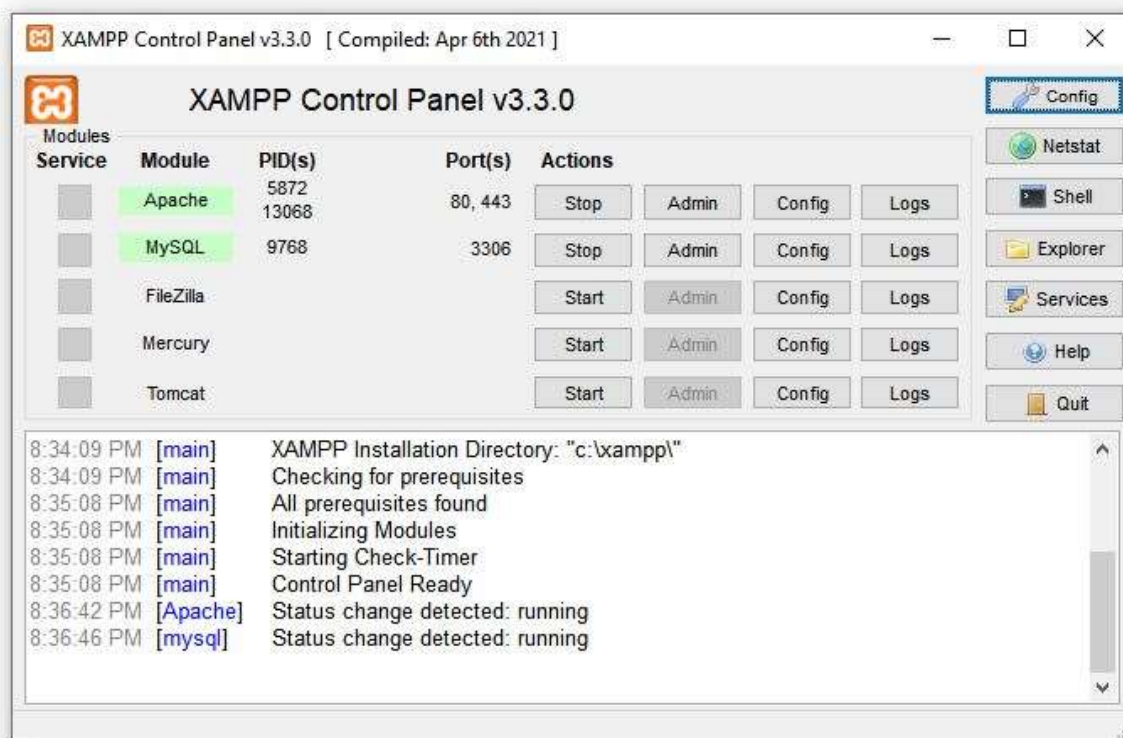 XAMPP Control Panel v3.3.0 [ Compiled: Apr 6th 2021 ]
XAMPP Control Panel v3.3.0
Config
Modules
Service Module PID(s) Port(s) Actions
Netstat
Apache 5872 13068 80, 443 Stop Admin Config Logs
Shell
MySQL 9768 3306 Stop Admin Config Logs
Explorer
FileZilla Start Admin Config Logs
Services
Mercury Start Admin Config Logs
Help
Tomcat Start Admin Config Logs
Quit
8:34:09 PM [main] XAMPP Installation Directory: "c:\xampp\"
8:34:09 PM [main] Checking for prerequisites
8:35:08 PM [main] All prerequisites found
8:35:08 PM [main] Initializing Modules
8:35:08 PM [main] Starting Check-Timer
8:35:08 PM [main] Control Panel Ready
8:36:42 PM [Apache] Status change detected: running
8:36:46 PM [mysql] Status change detected: running